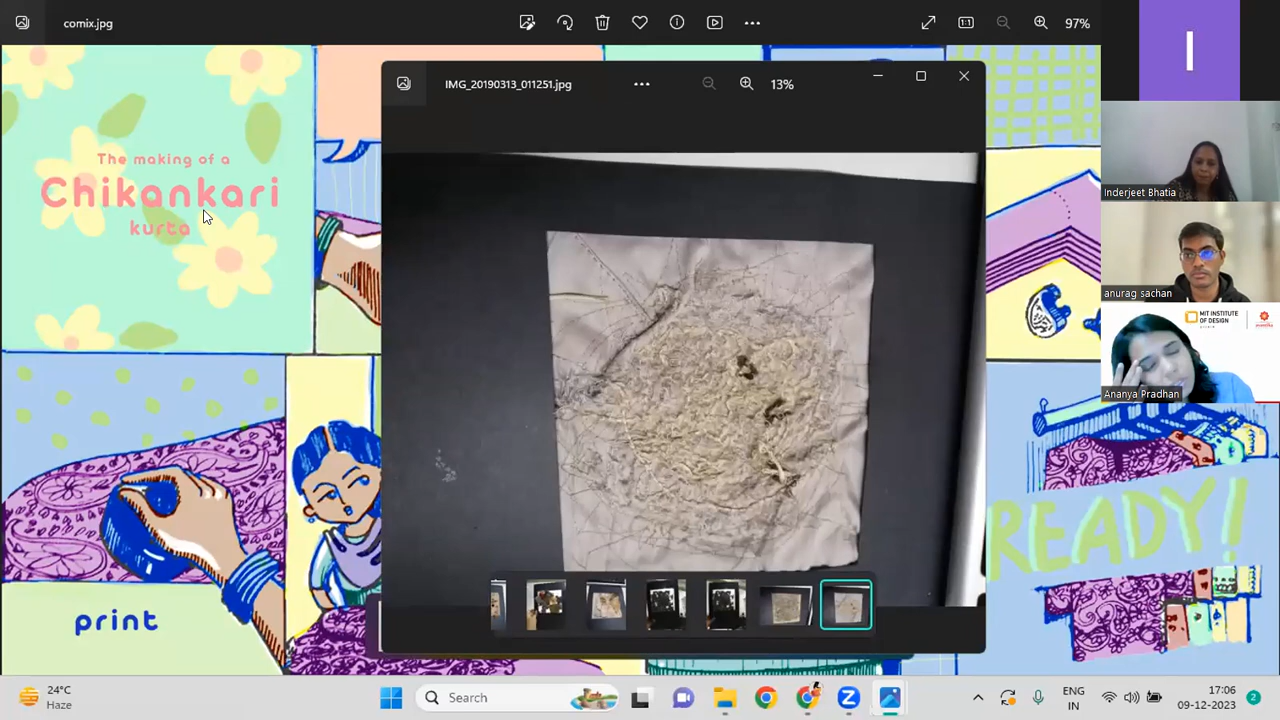 comix.jpg
97%
I
IMG_20190313_011251.jpg
13%
The making of a
Chikankari
kurta
Inderjeet Bhatia
anurag sachan
MIT INSTITUTE
OF DESIGN
Ananya Pradhan
READY!
print
24°C
Haze
Search
ENG
IN
17:06
09-12-2023
2